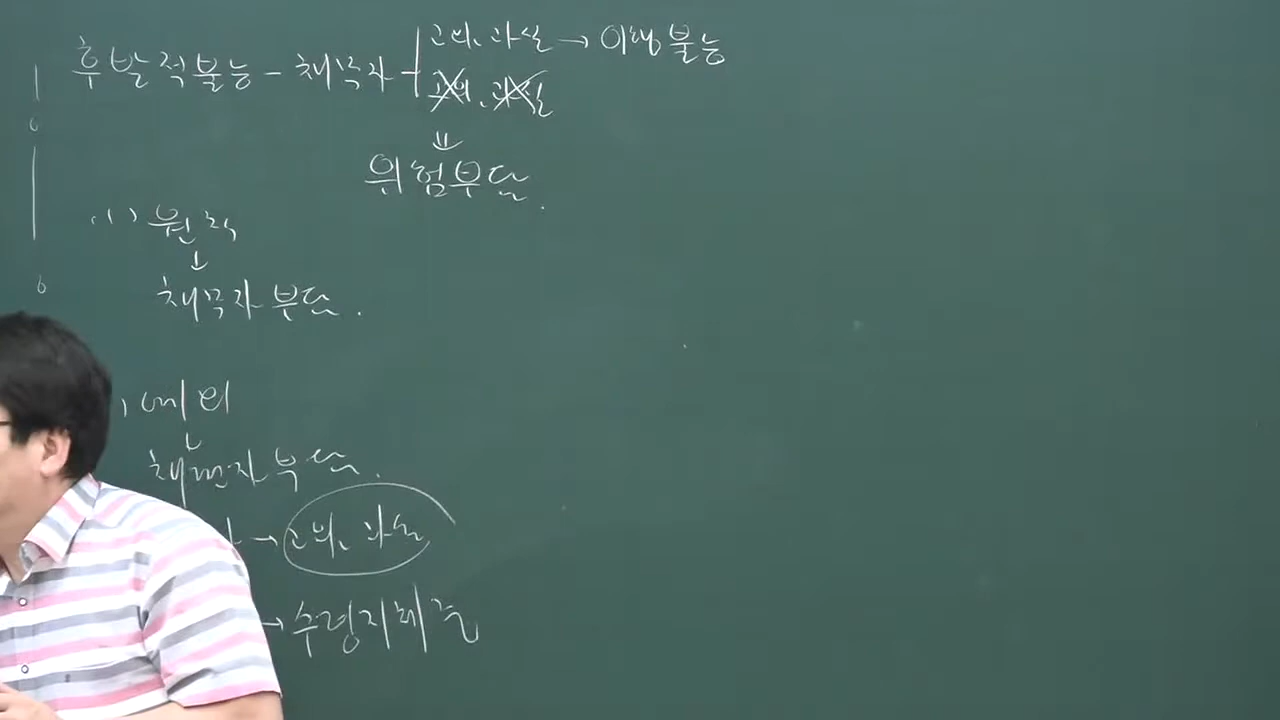 후발적불능 - 채무자 - 고의, 과실 → 이행불능
고의, 과실
⇓
위험부담.
(1) 원칙
↓
채무자 부담.
) 예외
↓
채권자 부담.
→ 고의, 과실
→ 수령지체 중